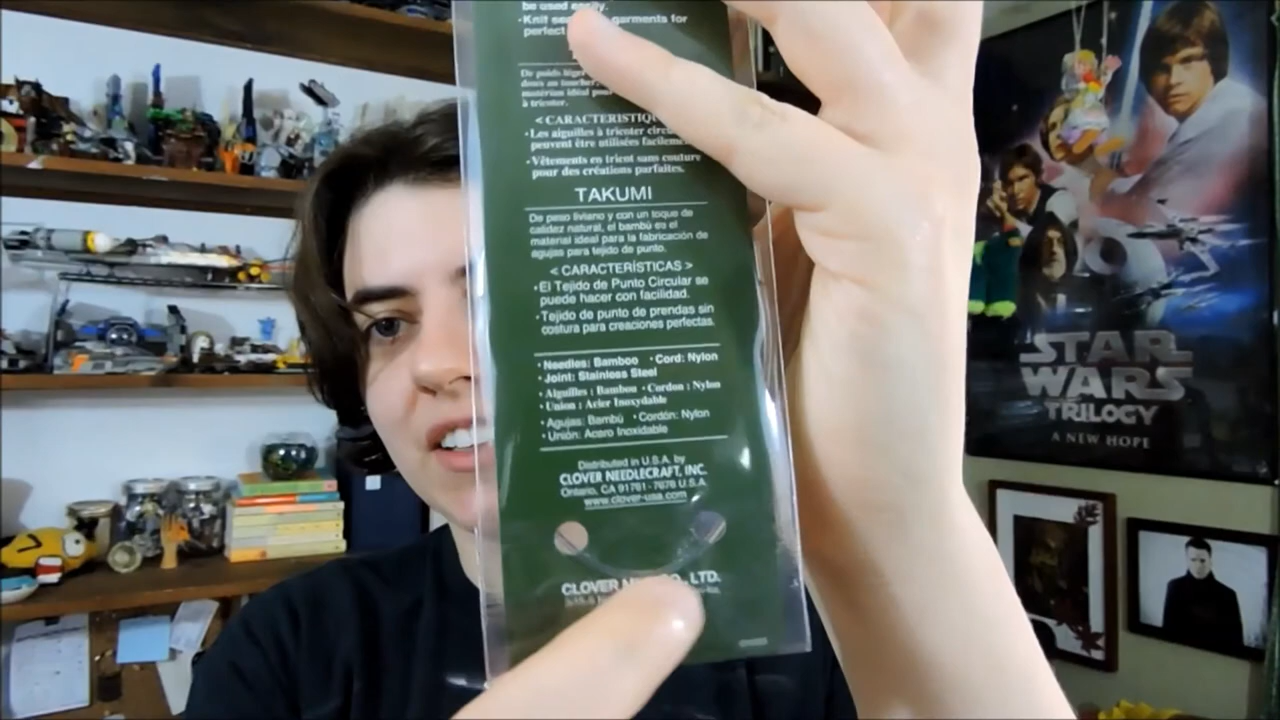 be used easily.
•Knit garments for
perfect
De poids léger
doux au toucher,
matériau idéal pour
à tricoter.
< CARACTERISTIQU
•Les aiguilles à tricoter circu
peuvent être utilisées facilemen
•Vêtements en tricot sans couture
pour des créations parfaites.
TAKUMI
De peso liviano y con un toque de
calidez natural, el bambú es el
material ideal para la fabricación de
agujas para tejido de punto.
< CARACTERÍSTICAS >
•El Tejido de Punto Circular se
puede hacer con facilidad.
•Tejido de punto de prendas sin
costura para creaciones perfectas.
•Needles: Bamboo •Cord: Nylon
•Joint: Stainless Steel
•Aiguilles : Bambou •Cordon : Nylon
•Union : Acier Inoxydable
•Agujas: Bambú •Cordón: Nylon
•Unión: Acero Inoxidable
Distributed in U.S.A. by
CLOVER NEEDLECRAFT, INC.
Ontario, CA 91761-7678 U.S.A.
www.clover-usa.com
CLOVER CO., LTD.
STAR
WARS
TRILOGY
A NEW HOPE